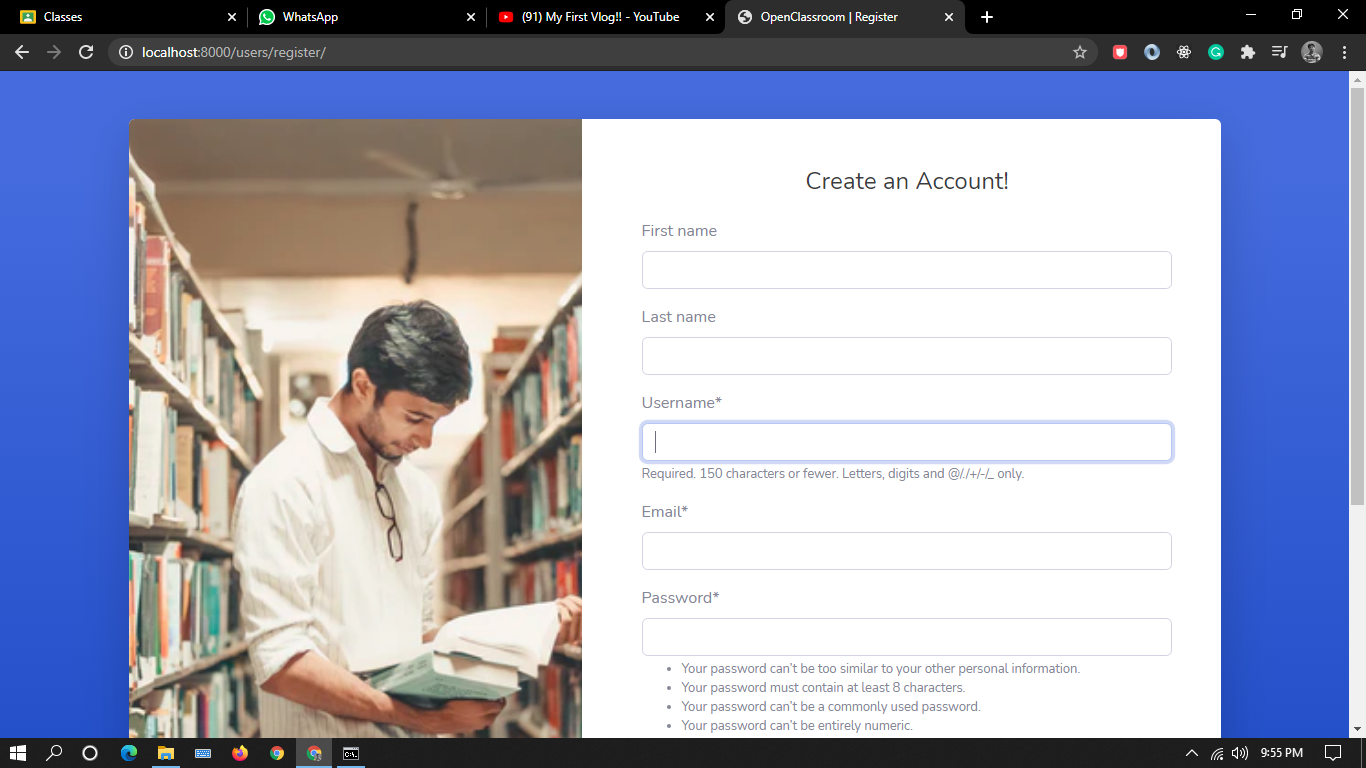 Classes
WhatsApp
(91) My First Vlog!! - YouTube
OpenClassroom | Register
localhost:8000/users/register/
Create an Account!
First name
Last name
Username*
Required. 150 characters or fewer. Letters, digits and @/./+/-/_ only.
Email*
Password*
Your password can't be too similar to your other personal information.
Your password must contain at least 8 characters.
Your password can't be a commonly used password.
Your password can't be entirely numeric.
9:55 PM